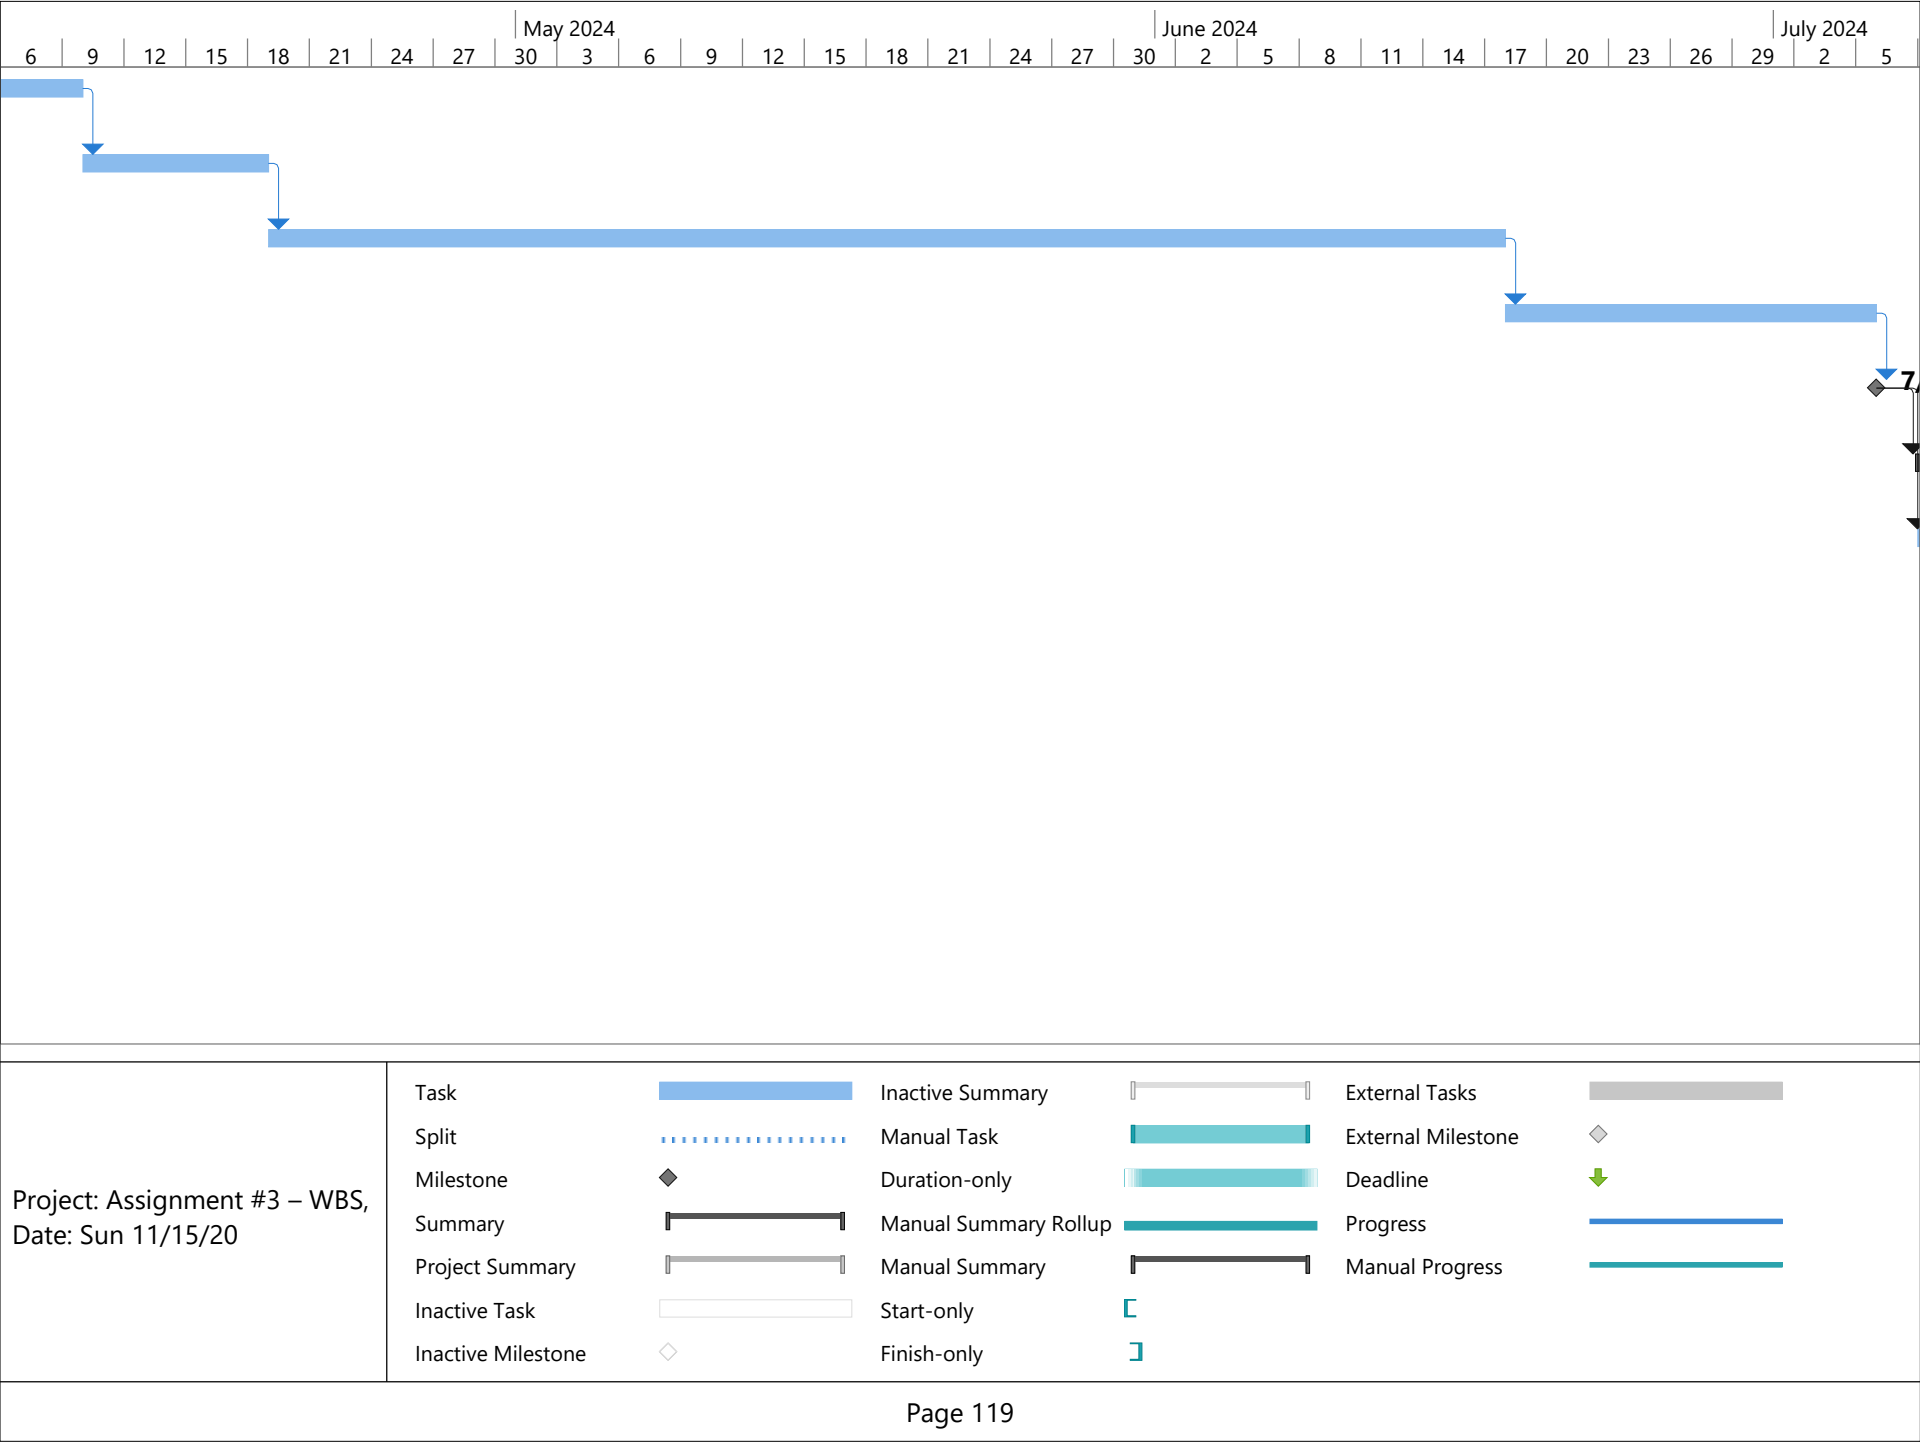 May 2024 June 2024 July 2024
6 9 12 15 18 21 24 27 30 3 6 9 12 15 18 21 24 27 30 2 5 8 11 14 17 20 23 26 29 2 5
7/
Task Inactive Summary External Tasks
Split Manual Task External Milestone
Milestone Duration-only Deadline
Summary Manual Summary Rollup Progress
Project Summary Manual Summary Manual Progress
Inactive Task Start-only
Inactive Milestone Finish-only
Project: Assignment #3 – WBS,
Date: Sun 11/15/20
Page 119